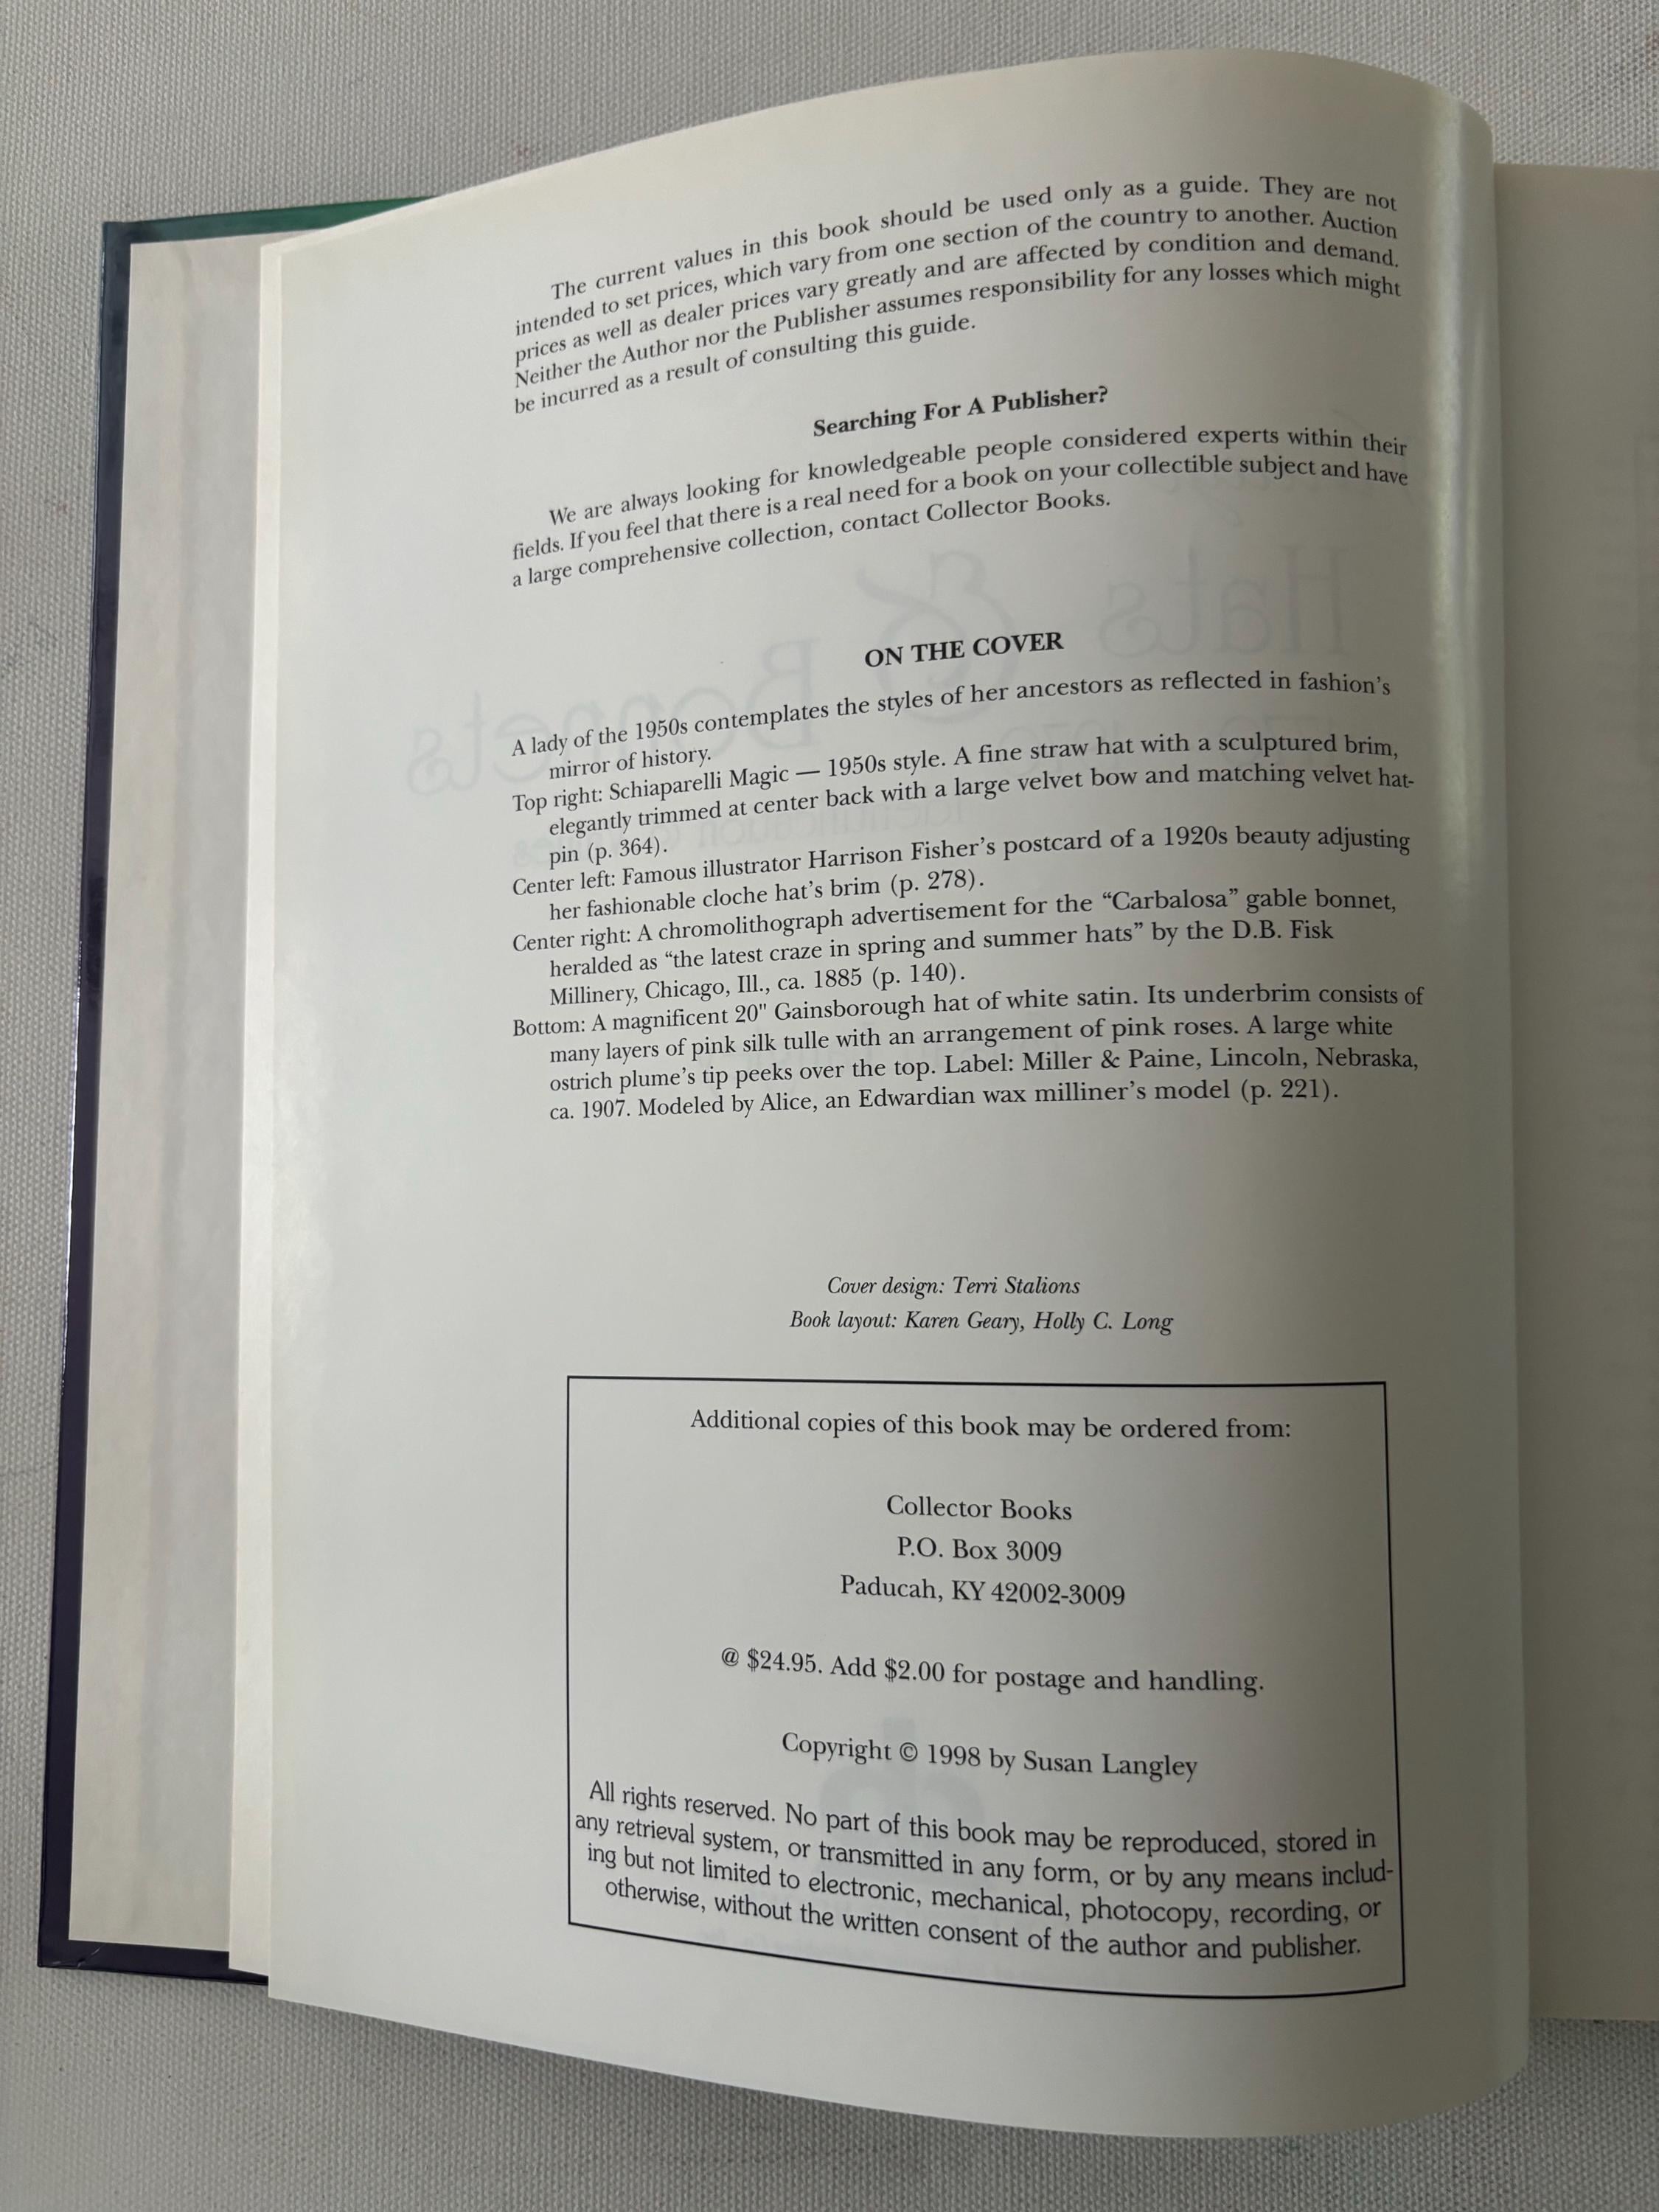 The current values in this book should be used only as a guide. They are not
intended to set prices, which vary from one section of the country to another. Auction
prices as well as dealer prices vary greatly and are affected by condition and demand.
Neither the Author nor the Publisher assumes responsibility for any losses which might
be incurred as a result of consulting this guide.
Searching For A Publisher?
We are always looking for knowledgeable people considered experts within their
fields. If you feel that there is a real need for a book on your collectible subject and have
a large comprehensive collection, contact Collector Books.
ON THE COVER
A lady of the 1950s contemplates the styles of her ancestors as reflected in fashion's
mirror of history.
Top right: Schiaparelli Magic — 1950s style. A fine straw hat with a sculptured brim,
elegantly trimmed at center back with a large velvet bow and matching velvet hat-
pin (p. 364).
Center left: Famous illustrator Harrison Fisher's postcard of a 1920s beauty adjusting
her fashionable cloche hat's brim (p. 278).
Center right: A chromolithograph advertisement for the "Carbalosa" gable bonnet,
heralded as "the latest craze in spring and summer hats" by the D.B. Fisk
Millinery, Chicago, Ill., ca. 1885 (p. 140).
Bottom: A magnificent 20" Gainsborough hat of white satin. Its underbrim consists of
many layers of pink silk tulle with an arrangement of pink roses. A large white
ostrich plume's tip peeks over the top. Label: Miller & Paine, Lincoln, Nebraska,
ca. 1907. Modeled by Alice, an Edwardian wax milliner's model (p. 221).
Cover design: Terri Stalions
Book layout: Karen Geary, Holly C. Long
Additional copies of this book may be ordered from:
Collector Books
P.O. Box 3009
Paducah, KY 42002-3009
@ $24.95. Add $2.00 for postage and handling.
Copyright © 1998 by Susan Langley
All rights reserved. No part of this book may be reproduced, stored in
any retrieval system, or transmitted in any form, or by any means includ-
ing but not limited to electronic, mechanical, photocopy, recording, or
otherwise, without the written consent of the author and publisher.